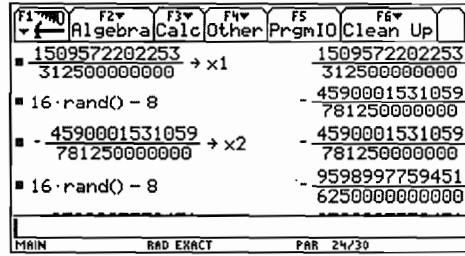 F1 F2 F3 F4 F5 F6
Algebra Calc Other PrgmIO Clean Up
1509572202253/312500000000 → x1 1509572202253/312500000000
16·rand() − 8 -4590001531059/781250000000
-4590001531059/781250000000 → x2 -4590001531059/781250000000
16·rand() − 8 -9598997759451/6250000000000
MAIN RAD EXACT PAR 24/30